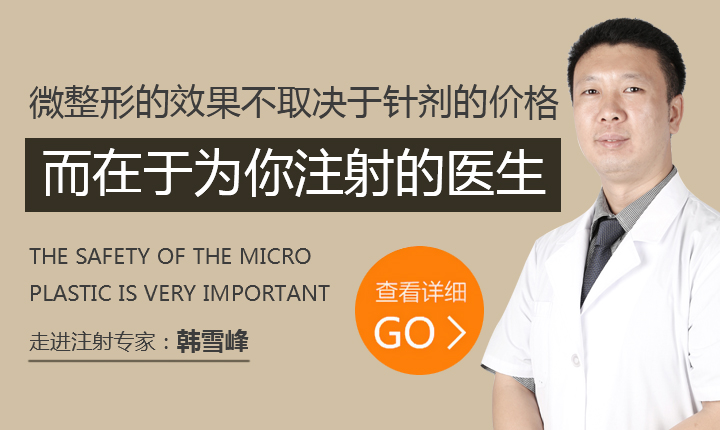 微整形的效果不取决于针剂的价格
而在于为你注射的医生
THE SAFETY OF THE MICRO
PLASTIC IS VERY IMPORTANT
走进注射专家：韩雪峰
查看详细
GO